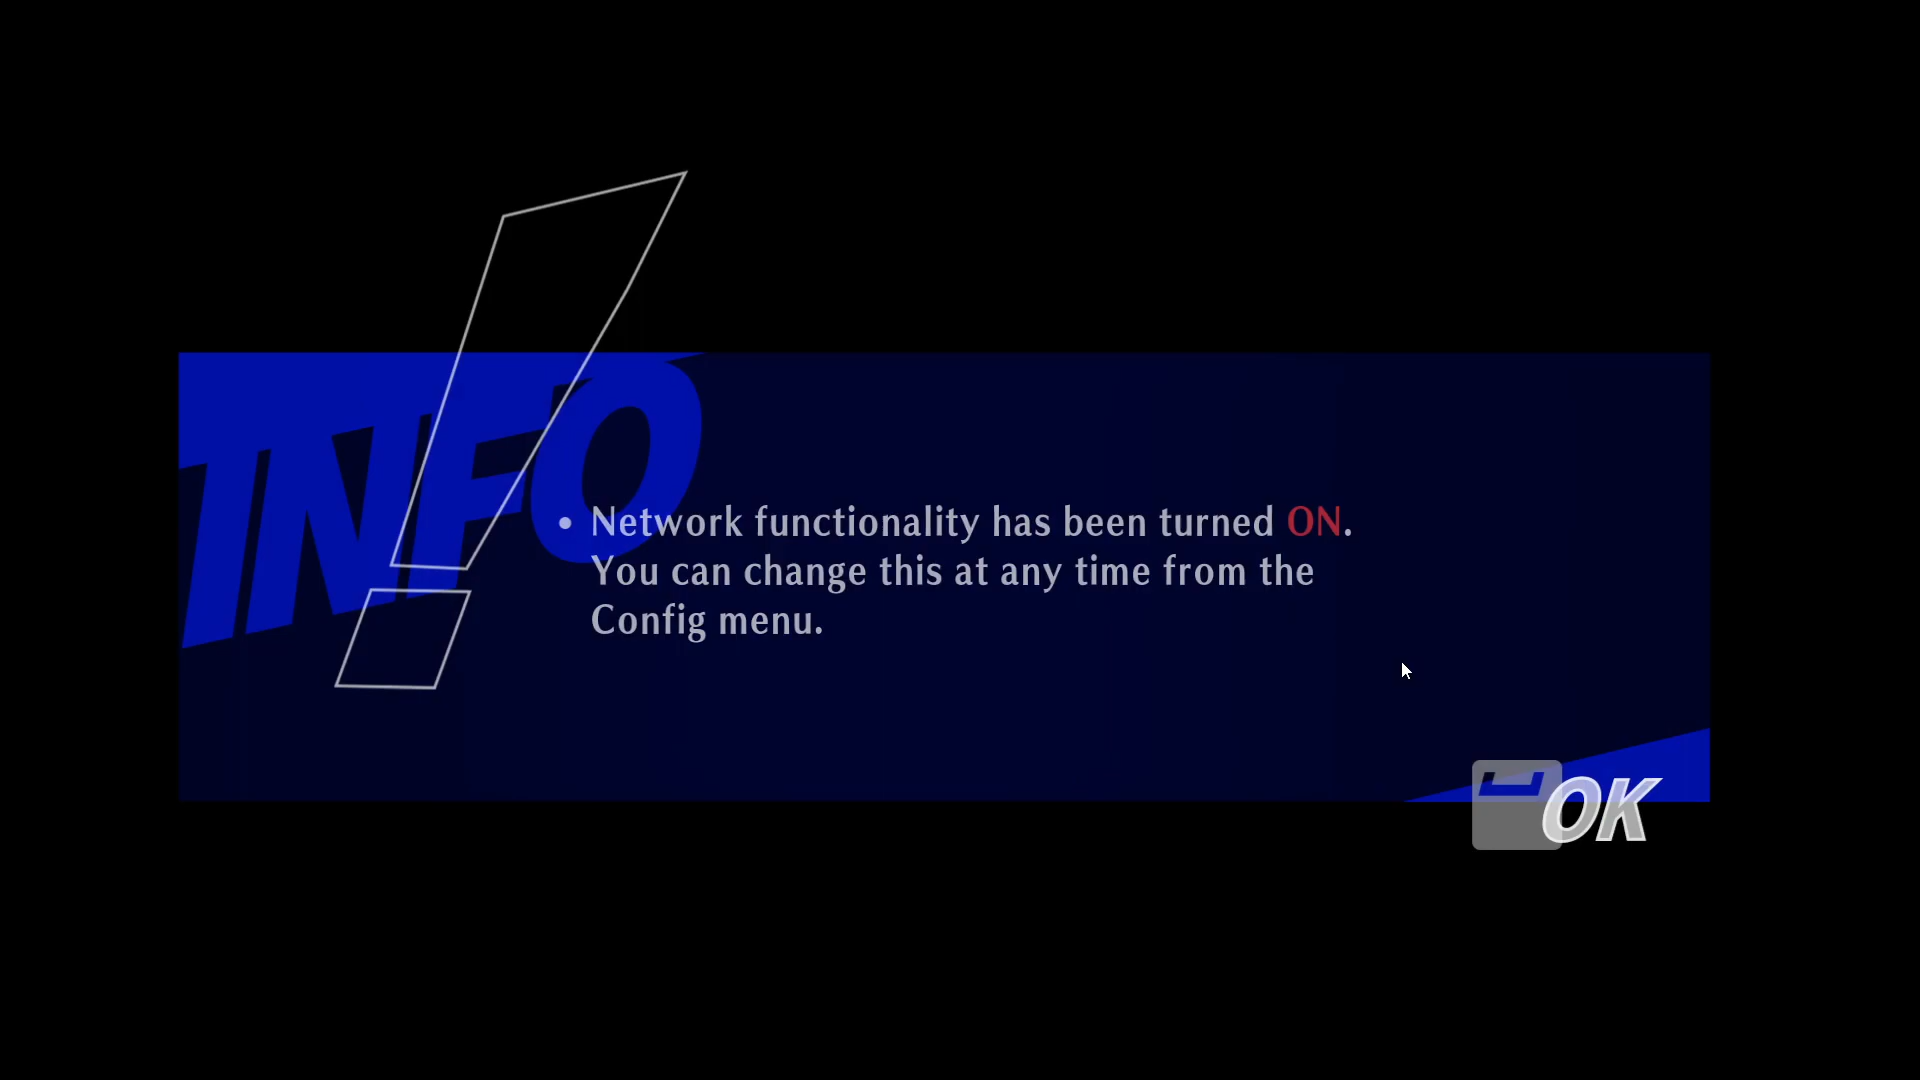 INFO
• Network functionality has been turned ON.
You can change this at any time from the
Config menu.
OK